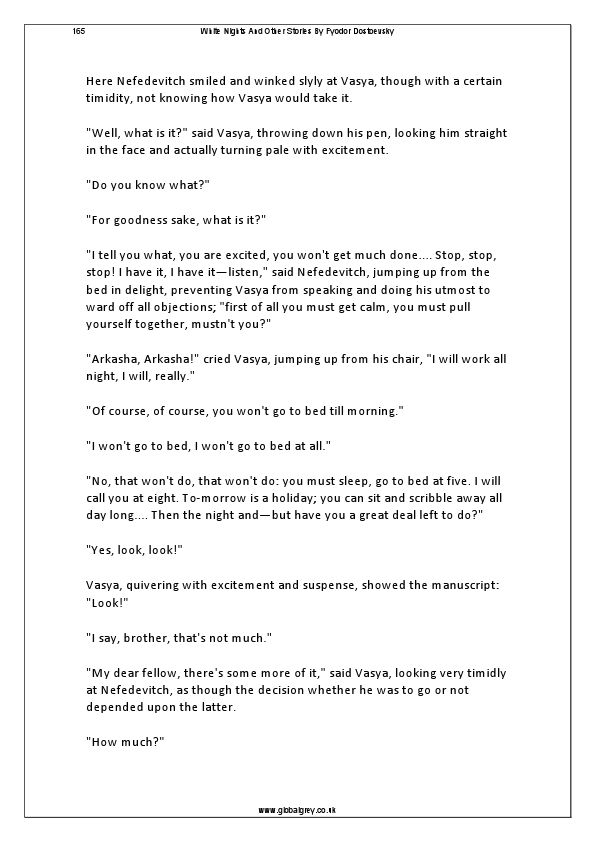 165 White Nights And Other Stories By Fyodor Dostoevsky
Here Nefedevitch smiled and winked slyly at Vasya, though with a certain
timidity, not knowing how Vasya would take it.
"Well, what is it?" said Vasya, throwing down his pen, looking him straight
in the face and actually turning pale with excitement.
"Do you know what?"
"For goodness sake, what is it?"
"I tell you what, you are excited, you won't get much done.... Stop, stop,
stop! I have it, I have it—listen," said Nefedevitch, jumping up from the
bed in delight, preventing Vasya from speaking and doing his utmost to
ward off all objections; "first of all you must get calm, you must pull
yourself together, mustn't you?"
"Arkasha, Arkasha!" cried Vasya, jumping up from his chair, "I will work all
night, I will, really."
"Of course, of course, you won't go to bed till morning."
"I won't go to bed, I won't go to bed at all."
"No, that won't do, that won't do: you must sleep, go to bed at five. I will
call you at eight. To-morrow is a holiday; you can sit and scribble away all
day long.... Then the night and—but have you a great deal left to do?"
"Yes, look, look!"
Vasya, quivering with excitement and suspense, showed the manuscript:
"Look!"
"I say, brother, that's not much."
"My dear fellow, there's some more of it," said Vasya, looking very timidly
at Nefedevitch, as though the decision whether he was to go or not
depended upon the latter.
"How much?"
www.globalgrey.co.uk